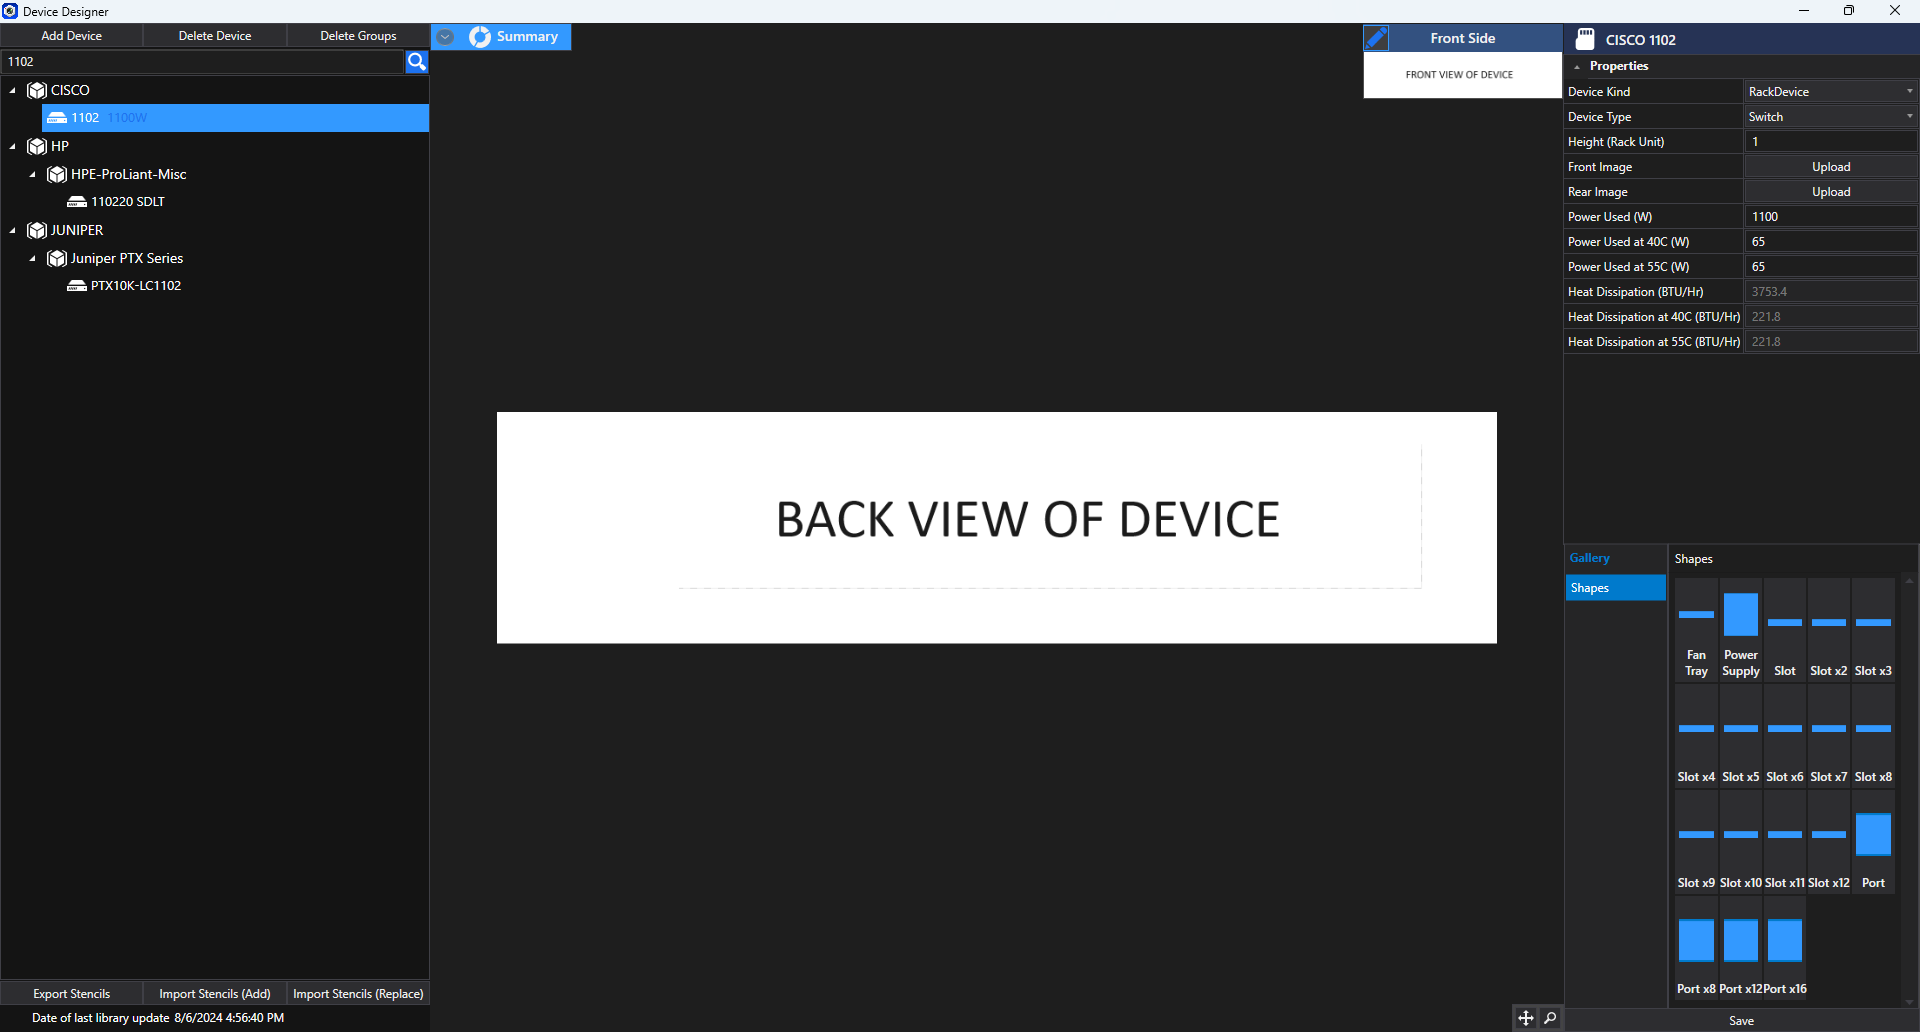 Device Designer
Add Device
Delete Device
Delete Groups
1102
CISCO
1102 1100W
HP
HPE-ProLiant-Misc
110220 SDLT
JUNIPER
Juniper PTX Series
PTX10K-LC1102
Export Stencils
Import Stencils (Add)
Import Stencils (Replace)
Date of last library update 8/6/2024 4:56:40 PM
Summary
Front Side
FRONT VIEW OF DEVICE
BACK VIEW OF DEVICE
CISCO 1102
Properties
Device Kind RackDevice
Device Type Switch
Height (Rack Unit) 1
Front Image Upload
Rear Image Upload
Power Used (W) 1100
Power Used at 40C (W) 65
Power Used at 55C (W) 65
Heat Dissipation (BTU/Hr) 3753.4
Heat Dissipation at 40C (BTU/Hr) 221.8
Heat Dissipation at 55C (BTU/Hr) 221.8
Gallery
Shapes
Shapes
Fan Power
Tray Supply Slot Slot x2 Slot x3
Slot x4 Slot x5 Slot x6 Slot x7 Slot x8
Slot x9 Slot x10 Slot x11 Slot x12 Port
Port x8 Port x12 Port x16
Save